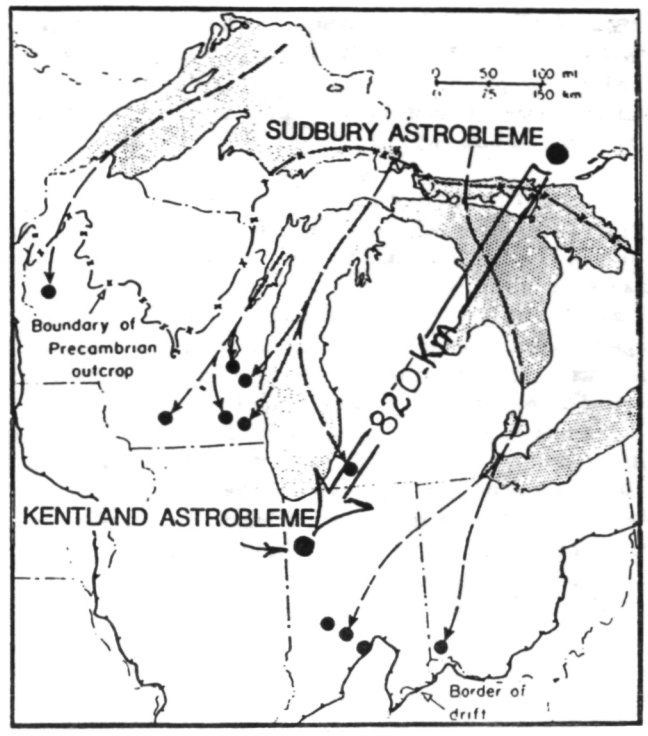 0 50 100 mi
0 75 150 km
SUDBURY ASTROBLEME
Boundary of
Precambrian
outcrop
820 Km
KENTLAND ASTROBLEME
Border of
drift